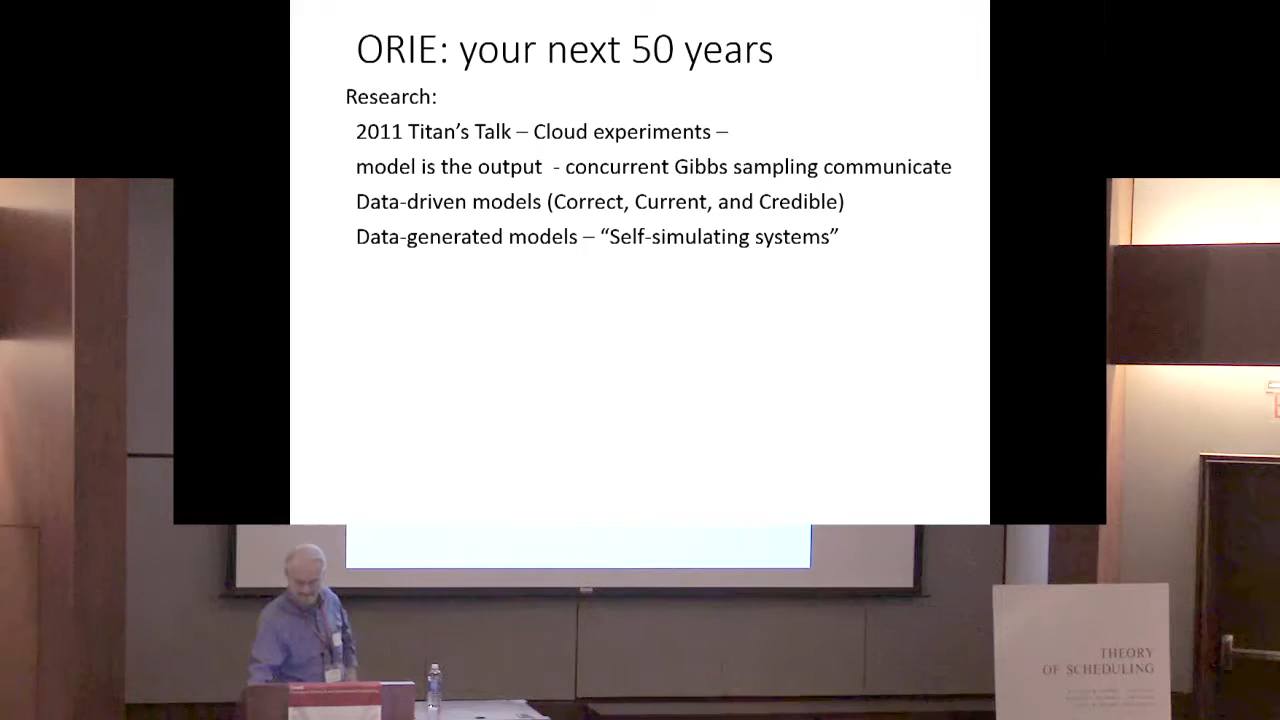 ORIE: your next 50 years
Research:
2011 Titan's Talk – Cloud experiments –
model is the output - concurrent Gibbs sampling communicate
Data-driven models (Correct, Current, and Credible)
Data-generated models – “Self-simulating systems”
THEORY
OF SCHEDULING